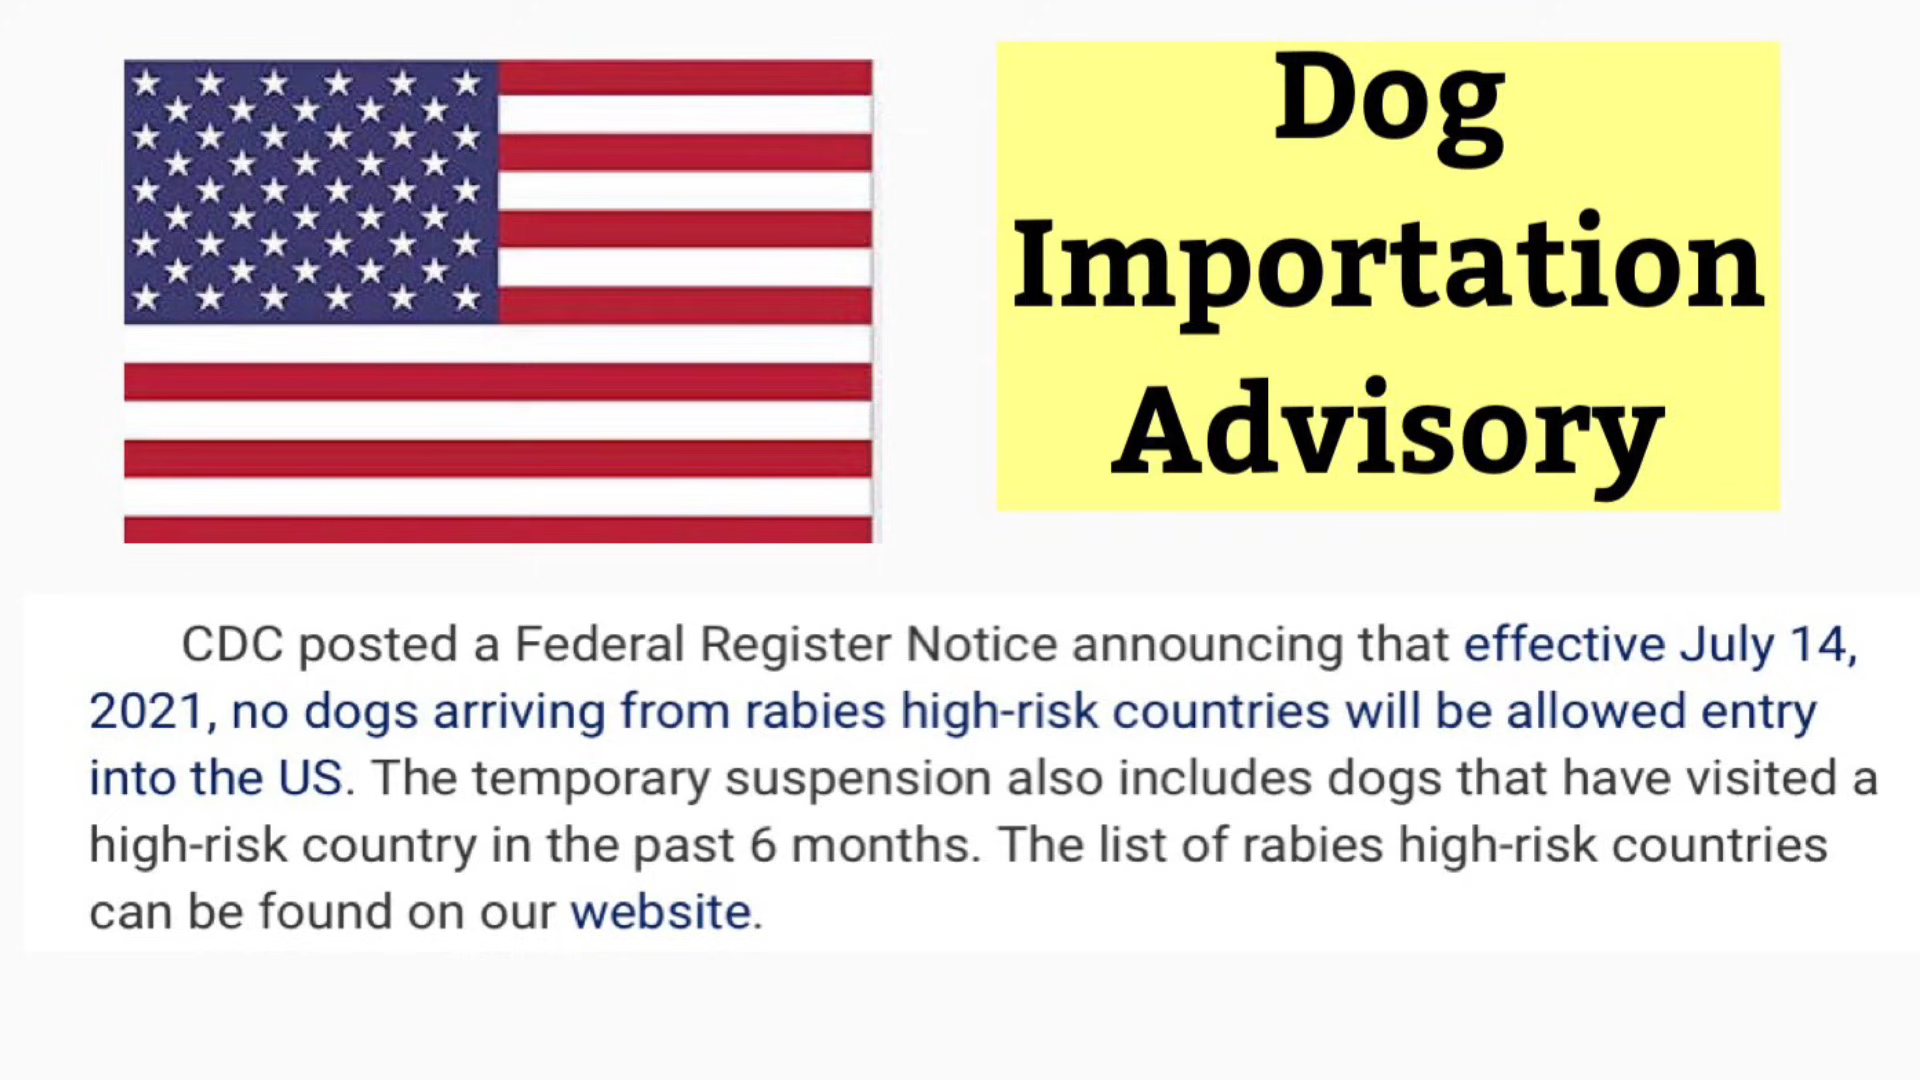 Dog
Importation
Advisory
CDC posted a Federal Register Notice announcing that effective July 14,
2021, no dogs arriving from rabies high-risk countries will be allowed entry
into the US. The temporary suspension also includes dogs that have visited a
high-risk country in the past 6 months. The list of rabies high-risk countries
can be found on our website.